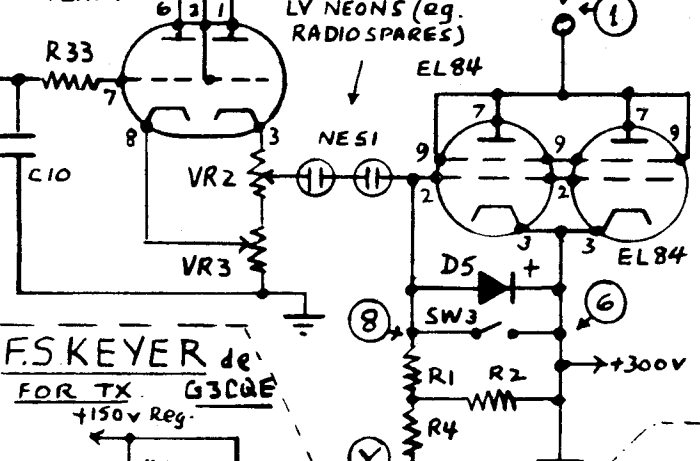 6 2 1
LV NEONS (eg.
RADIOSPARES)
1
R33
EL84
7
7
7
8
3
NE51
9
9
9
C10
VR2
2
2
3
3
VR3
D5
+
EL84
8
SW3
6
F.S KEYER de
G3CQE
FOR TX.
R1
R2
+300V
+150v Reg.
R4
Y